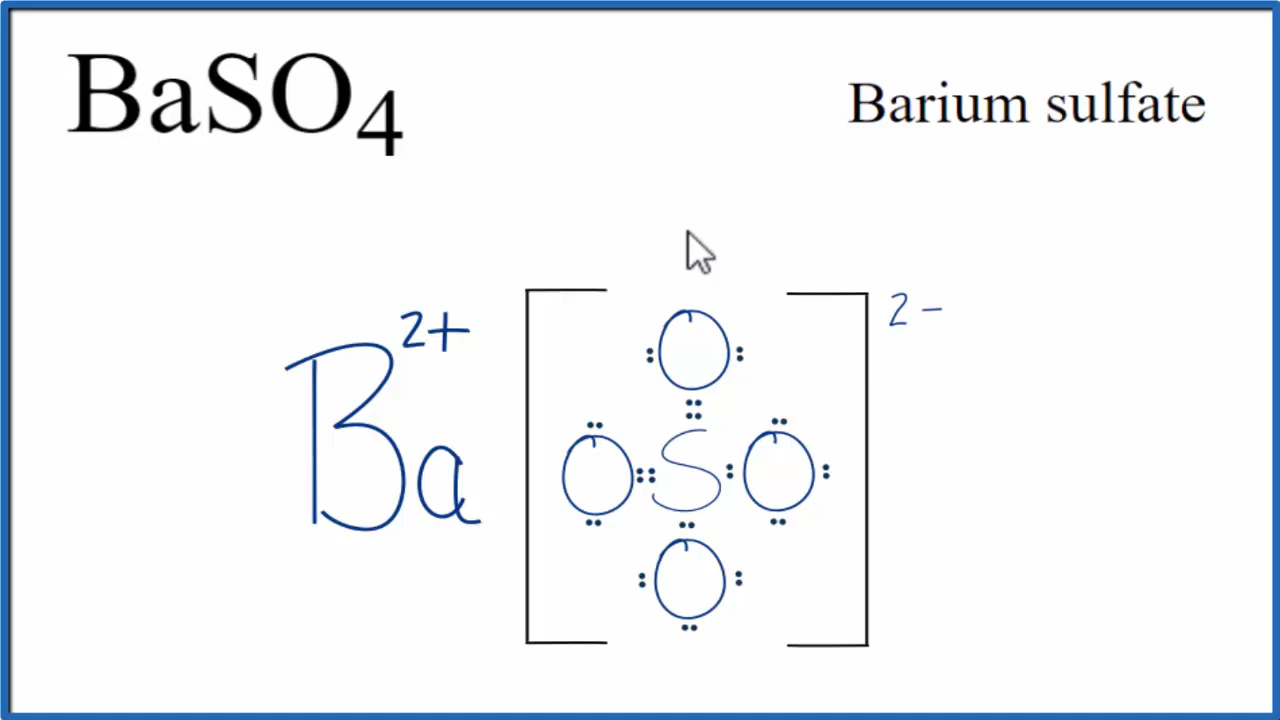 BaSO₄
Barium sulfate
Ba²⁺ [ O O S O O ]²⁻